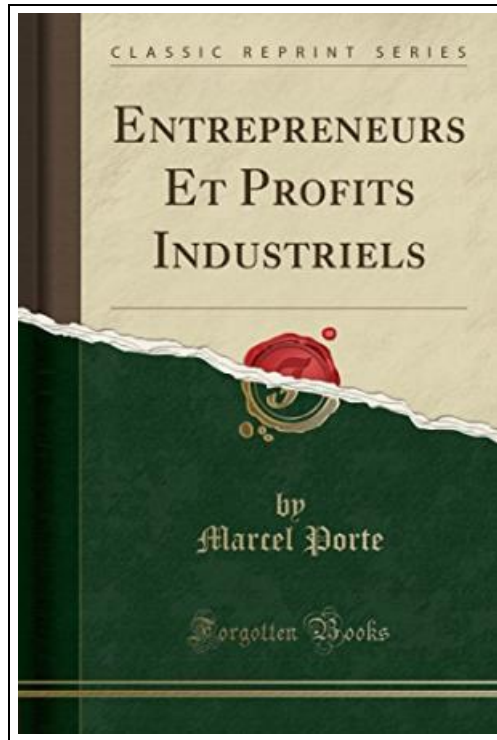 CLASSIC REPRINT SERIES
ENTREPRENEURS
ET PROFITS
INDUSTRIELS
by
Marcel Porte
Forgotten Books